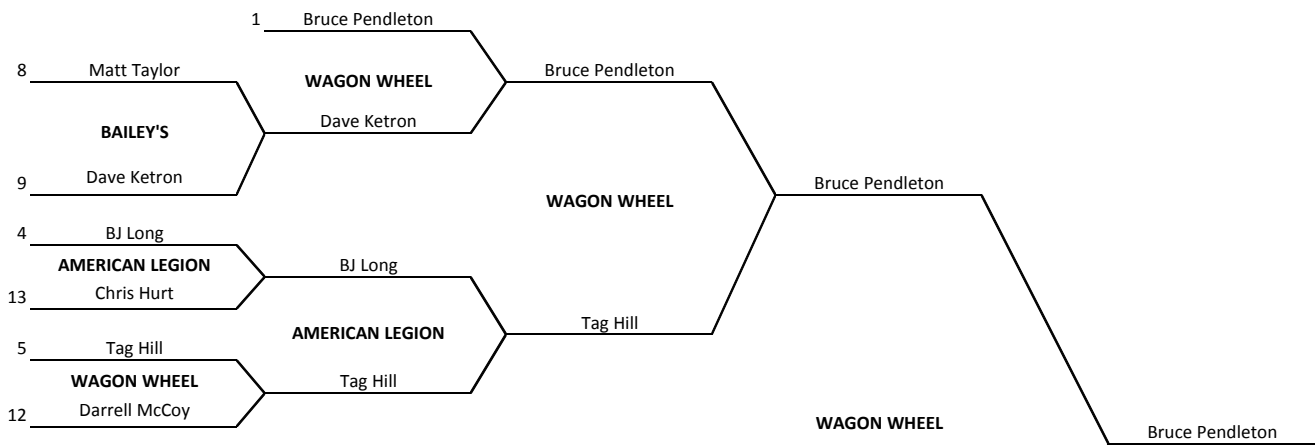 1 Bruce Pendleton
8 Matt Taylor
WAGON WHEEL
Bruce Pendleton
BAILEY'S
Dave Ketron
9 Dave Ketron
WAGON WHEEL
Bruce Pendleton
4 BJ Long
AMERICAN LEGION
BJ Long
13 Chris Hurt
AMERICAN LEGION
Tag Hill
5 Tag Hill
WAGON WHEEL
Tag Hill
12 Darrell McCoy
WAGON WHEEL
Bruce Pendleton